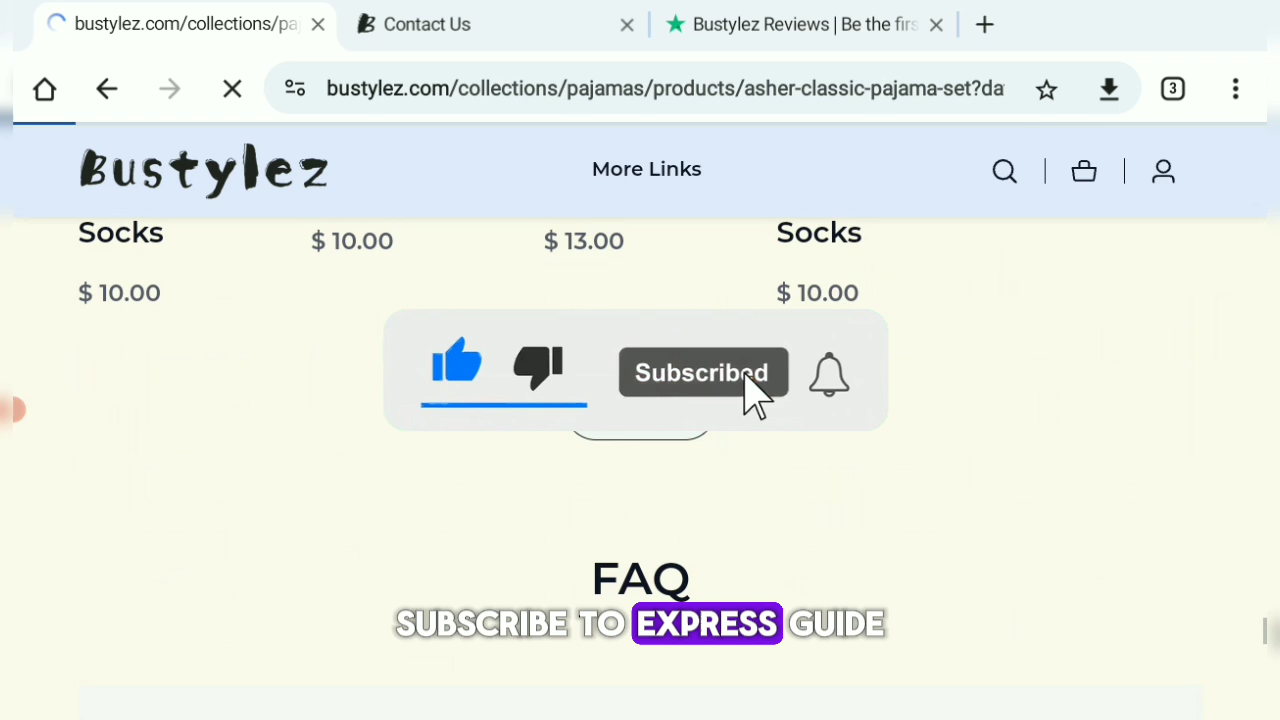 bustylez.com/collections/pa
Contact Us
Bustylez Reviews | Be the firs
bustylez.com/collections/pajamas/products/asher-classic-pajama-set?da
3
Bustylez
More Links
Socks
$ 10.00
$ 13.00
Socks
$ 10.00
$ 10.00
Subscribed
FAQ
SUBSCRIBE TO EXPRESS GUIDE